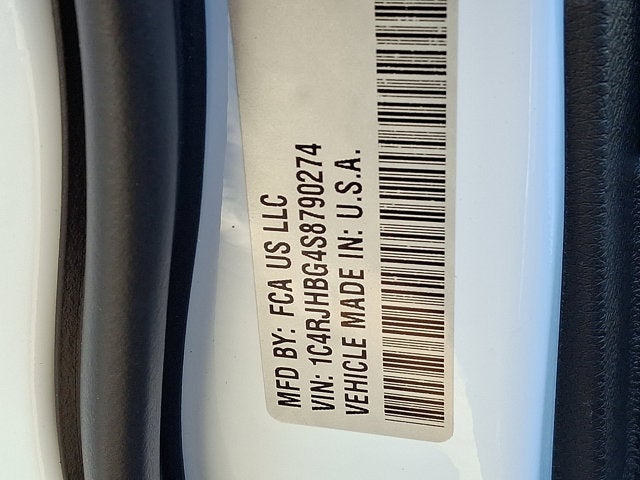 MFD BY: FCA US LLC
VIN: 1C4RJHBG4S8790274
VEHICLE MADE IN: U.S.A.